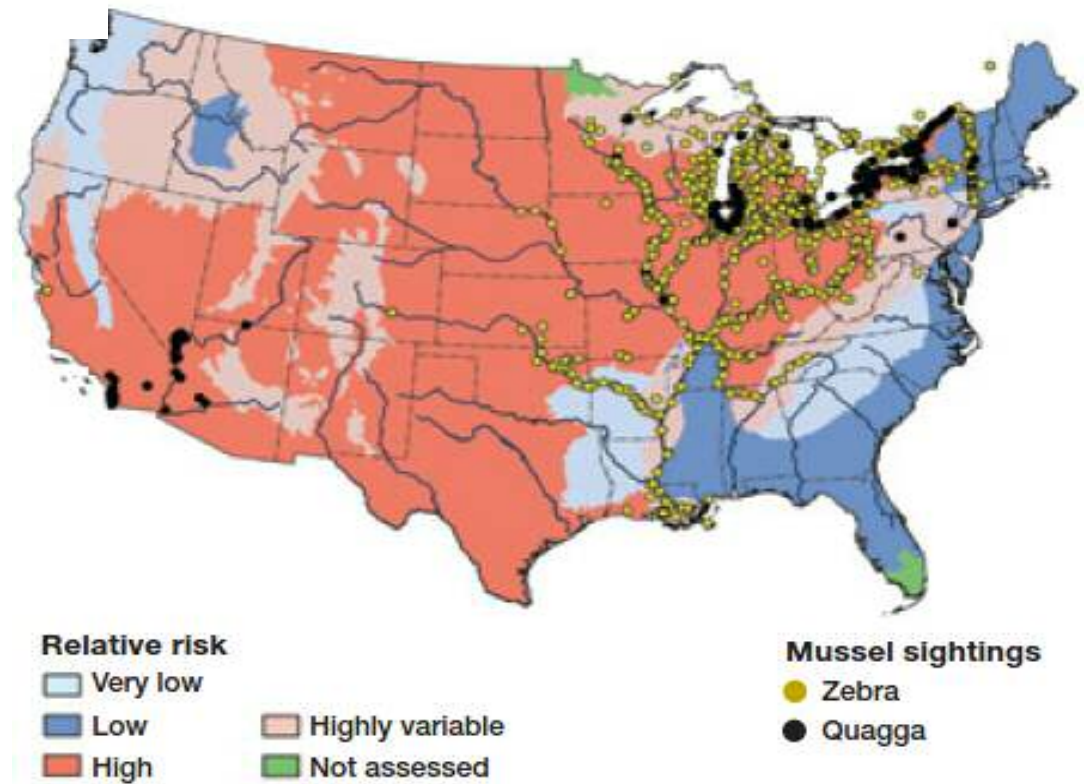 Relative risk
Very low
Low
High
Highly variable
Not assessed
Mussel sightings
Zebra
Quagga